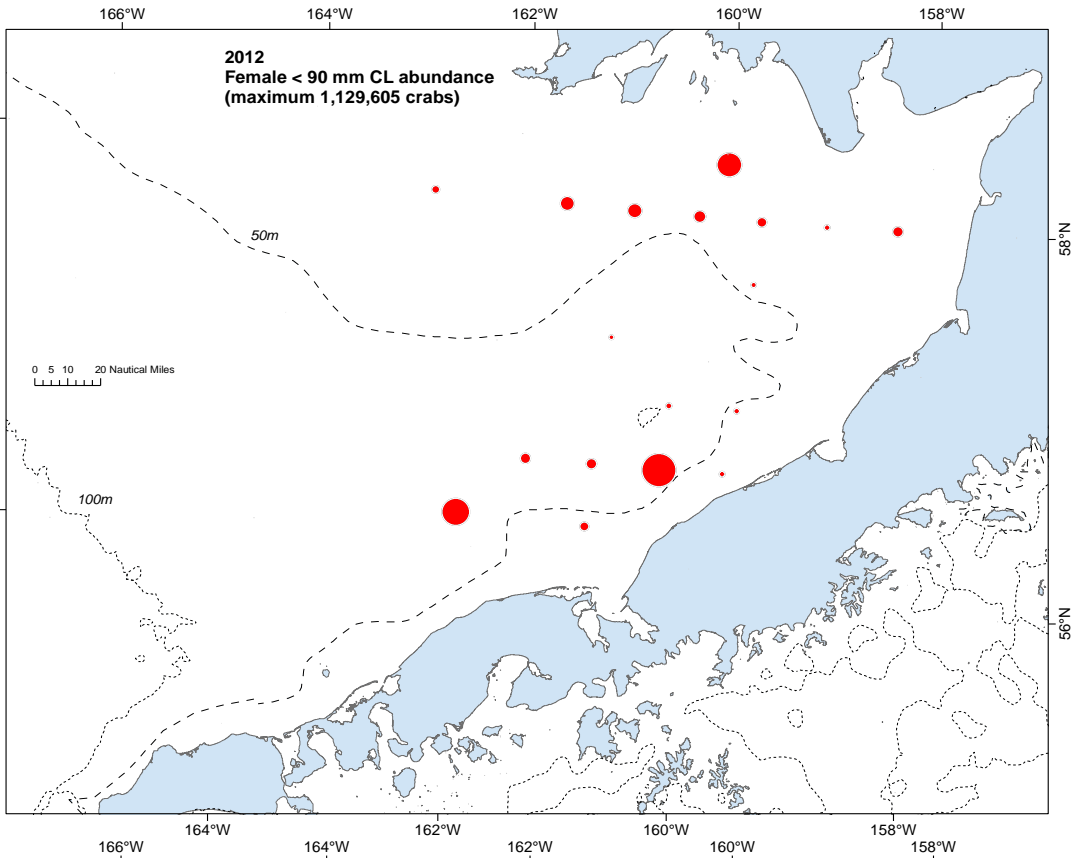 166°W 164°W 162°W 160°W 158°W
2012
Female < 90 mm CL abundance
(maximum 1,129,605 crabs)
50m
58°N
0 5 10 20 Nautical Miles
100m
56°N
164°W 162°W 160°W 158°W
166°W 164°W 162°W 160°W 158°W